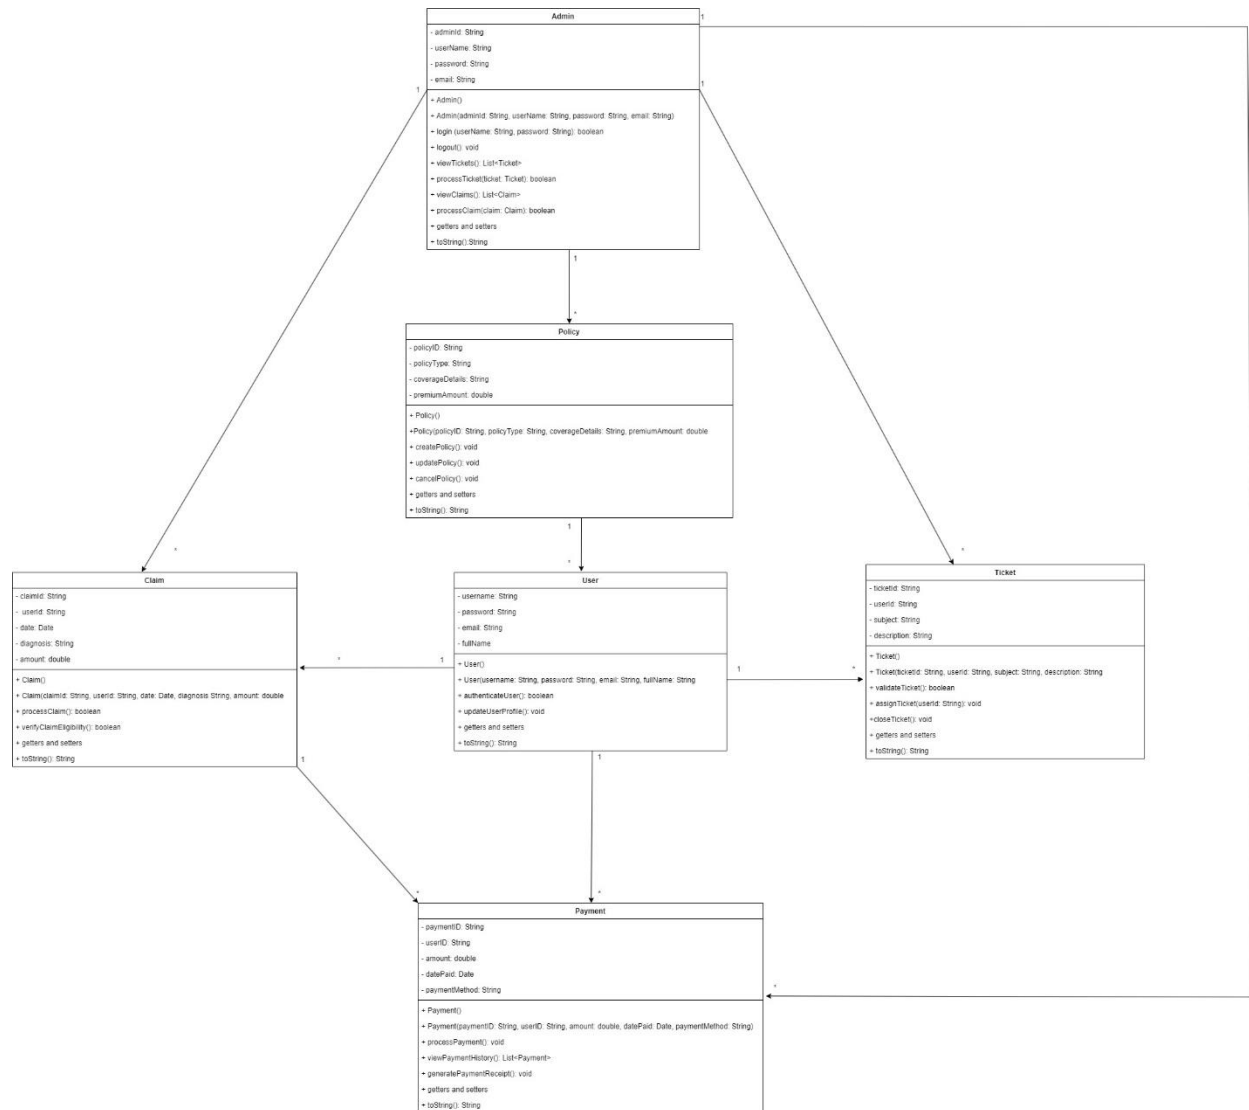 Admin
- adminId: String
- userName: String
- password: String
- email: String
+ Admin()
+ Admin(adminId: String, userName: String, password: String, email: String)
+ login (userName: String, password: String): boolean
+ logout(): void
+ viewTickets(): List<Ticket>
+ processTicket(ticket: Ticket): boolean
+ viewClaims(): List<Claim>
+ processClaim(claim: Claim): boolean
+ getters and setters
+ toString():String
1
1
1
1
*
Policy
- policyID: String
- policyType: String
- coverageDetails: String
- premiumAmount: double
+ Policy()
+Policy(policyID: String, policyType: String, coverageDetails: String, premiumAmount: double
+ createPolicy(): void
+ updatePolicy(): void
+ cancelPolicy(): void
+ getters and setters
+ toString(): String
1
*
*
*
Claim
- claimId: String
- userId: String
- date: Date
- diagnosis: String
- amount: double
+ Claim()
+ Claim(claimId: String, userId: String, date: Date, diagnosis String, amount: double
+ processClaim(): boolean
+ verifyClaimEligibility(): boolean
+ getters and setters
+ toString(): String
1
*
1
User
- username: String
- password: String
- email: String
- fullName
+ User()
+ User(username: String, password: String, email: String, fullName: String
+ authenticateUser(): boolean
+ updateUserProfile(): void
+ getters and setters
+ toString(): String
1
*
1
Ticket
- ticketId: String
- userId: String
- subject: String
- description: String
+ Ticket()
+ Ticket(ticketId: String, userId: String, subject: String, description: String
+ validateTicket(): boolean
+ assignTicket(userId: String): void
+closeTicket(): void
+ getters and setters
+ toString(): String
*
*
*
Payment
- paymentID: String
- userID: String
- amount: double
- datePaid: Date
- paymentMethod: String
+ Payment()
+ Payment(paymentID: String, userID: String, amount: double, datePaid: Date, paymentMethod: String)
+ processPayment(): void
+ viewPaymentHistory(): List<Payment>
+ generatePaymentReceipt(): void
+ getters and setters
+ toString(): String